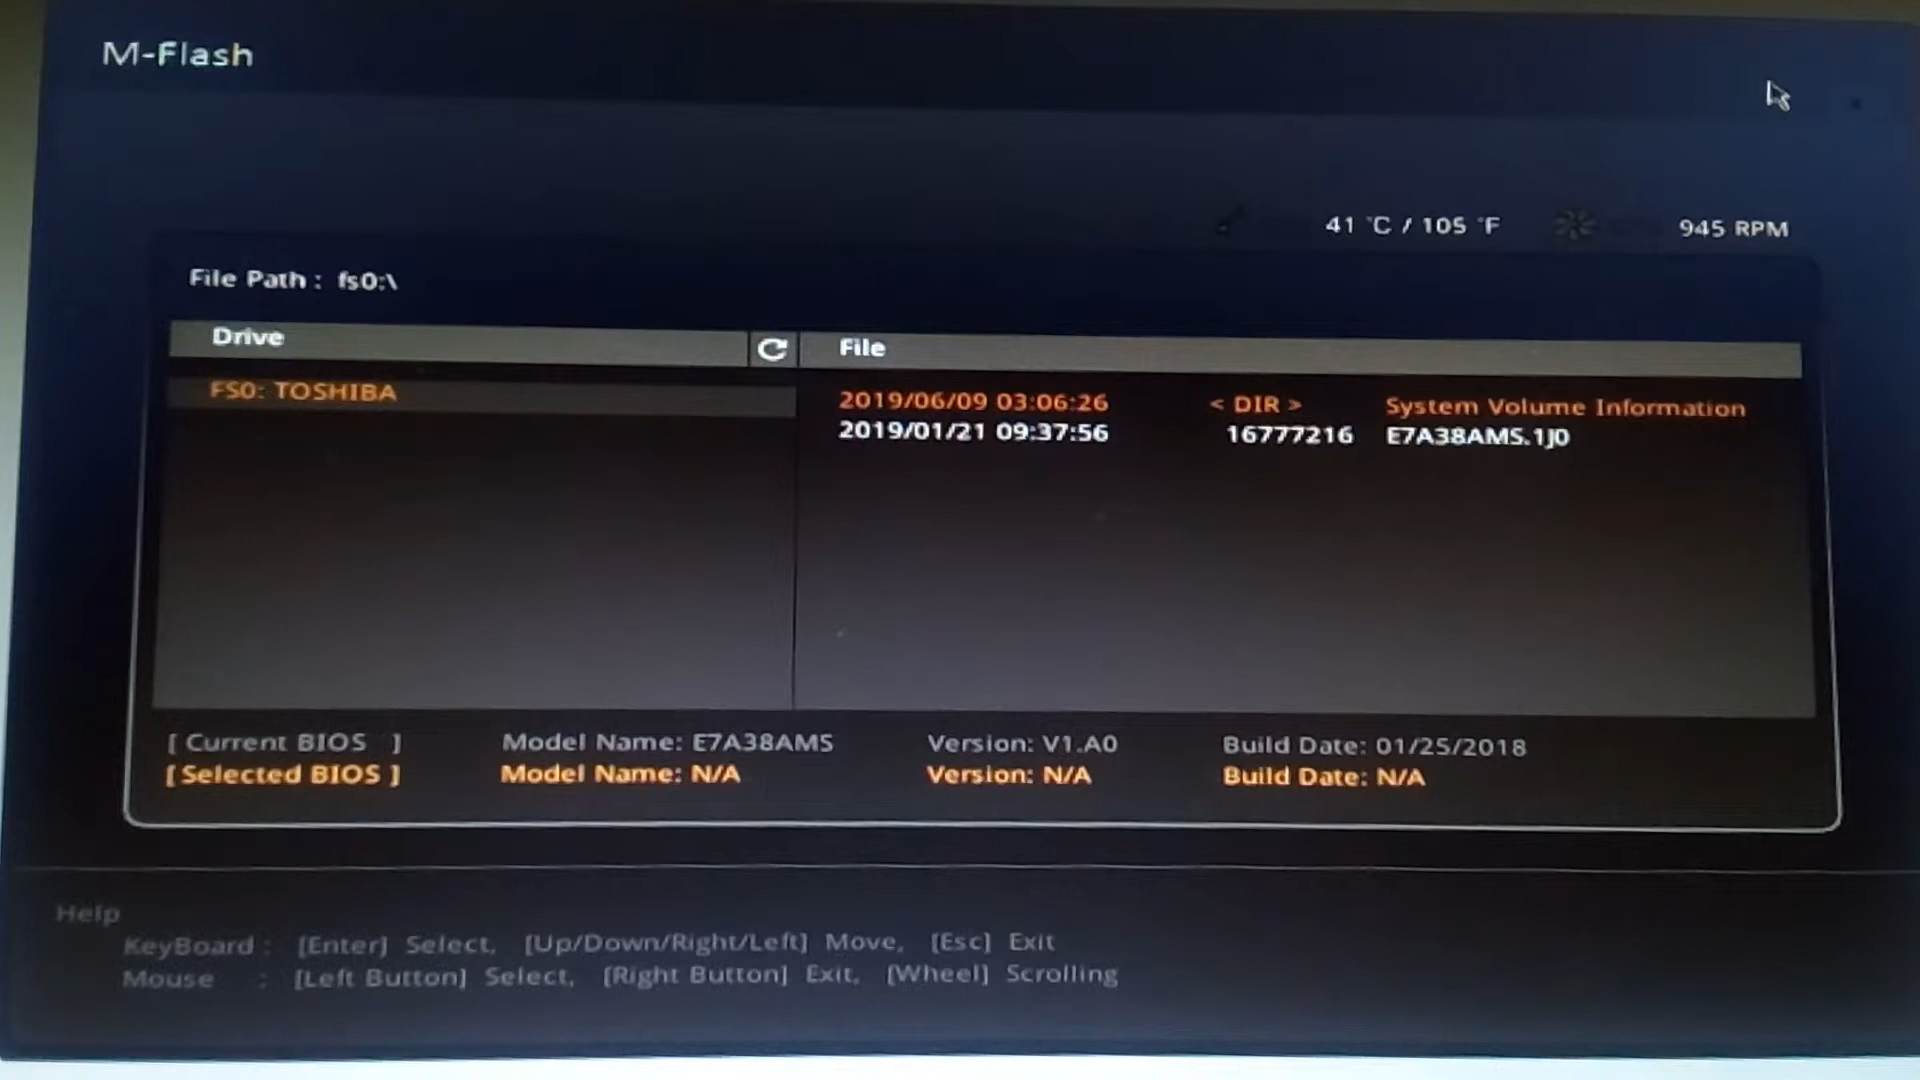 M-Flash
41 °C / 105 °F 945 RPM
File Path : fs0:\
Drive File
FS0: TOSHIBA
2019/06/09 03:06:26 < DIR > System Volume Information
2019/01/21 09:37:56 16777216 E7A38AMS.1J0
[ Current BIOS ] Model Name: E7A38AMS Version: V1.A0 Build Date: 01/25/2018
[ Selected BIOS ] Model Name: N/A Version: N/A Build Date: N/A
Help
KeyBoard : [Enter] Select, [Up/Down/Right/Left] Move, [Esc] Exit
Mouse : [Left Button] Select, [Right Button] Exit, [Wheel] Scrolling